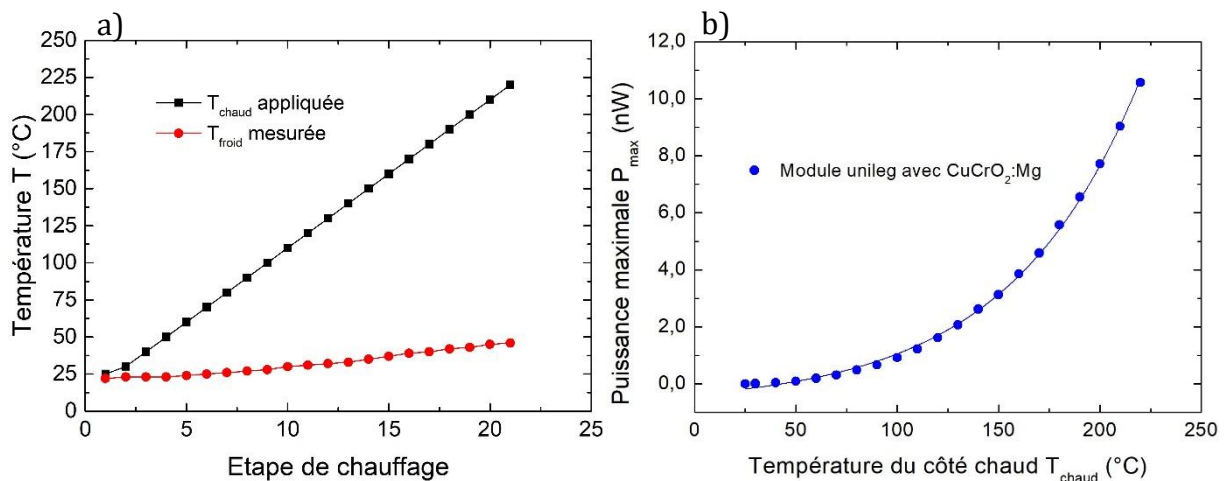 a)
250
225
200
175
150
125
100
75
50
25
0
Température T (°C)
T_chaud appliquée
T_froid mesurée
0 5 10 15 20 25
Etape de chauffage
b)
12,0
10,0
8,0
6,0
4,0
2,0
0,0
Puissance maximale P_max (nW)
Module unileg avec CuCrO₂:Mg
0 50 100 150 200 250
Température du côté chaud T_chaud (°C)